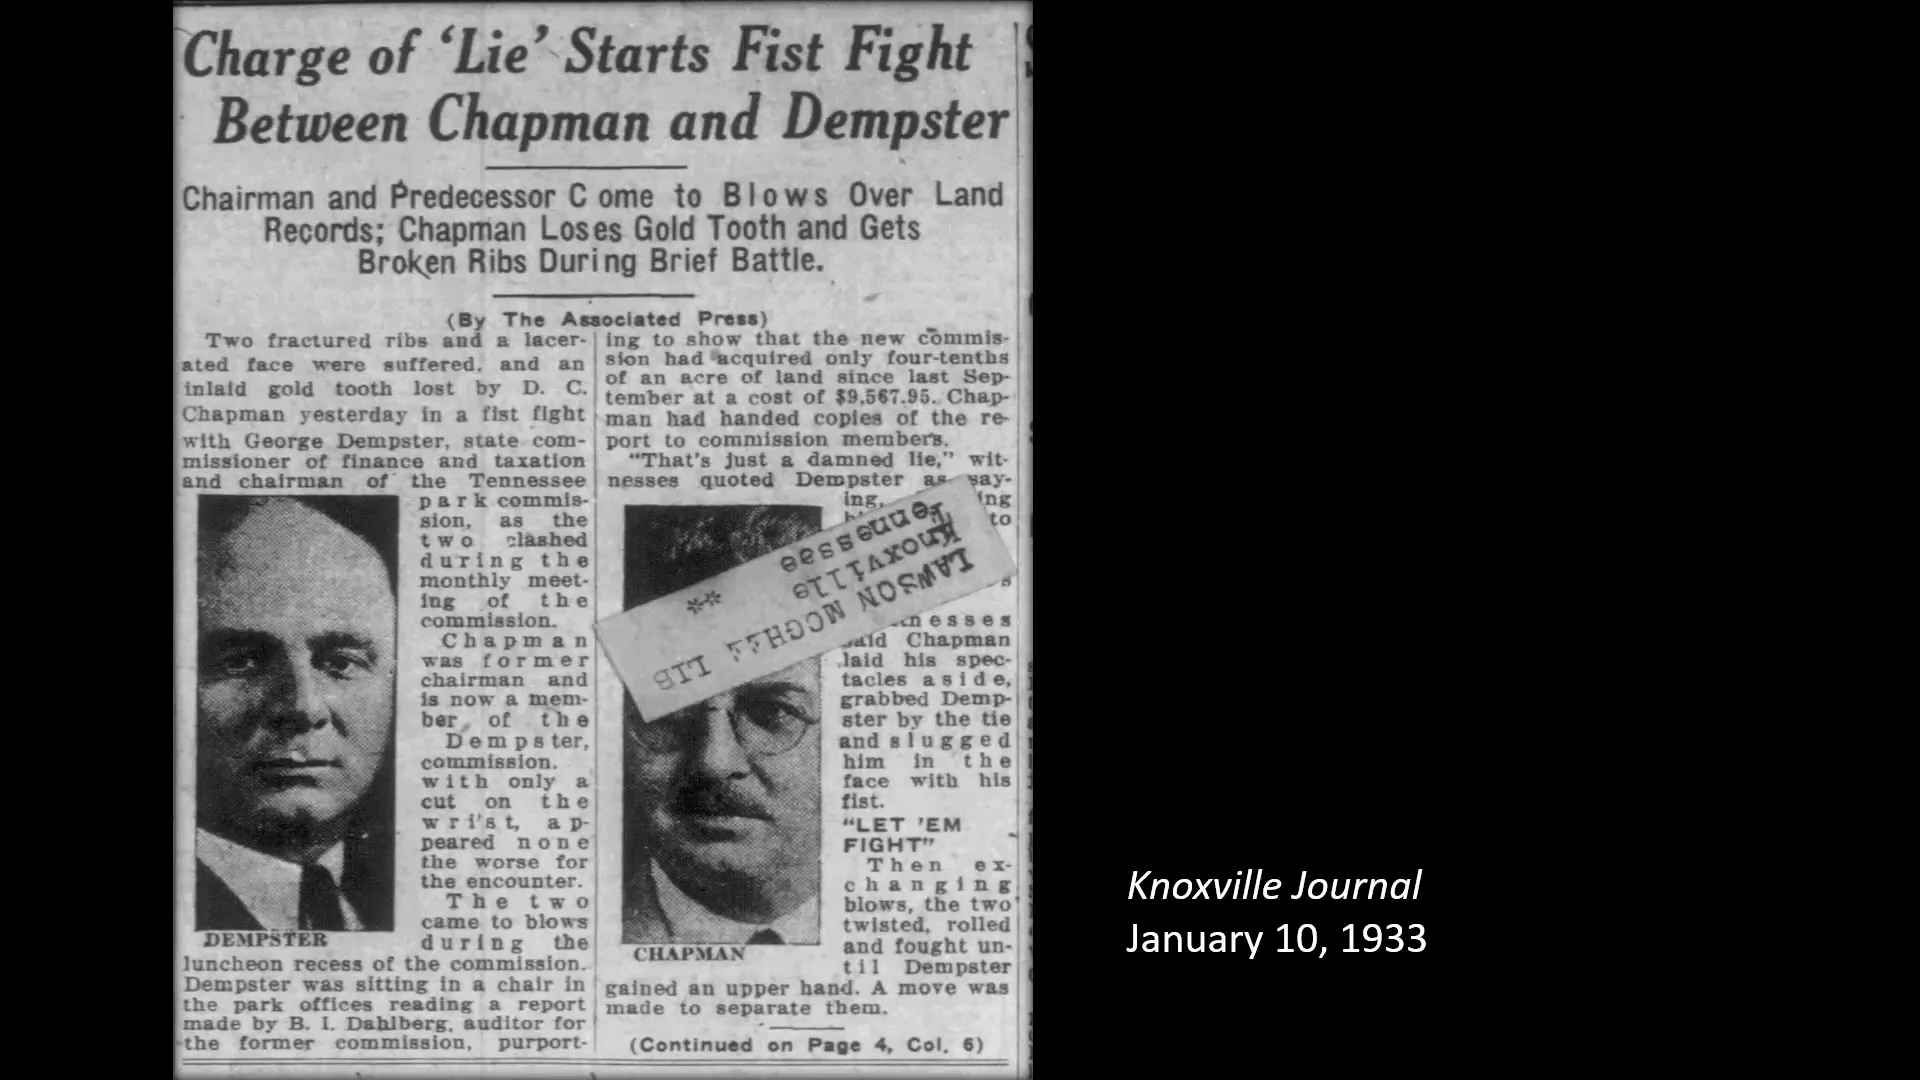 Charge of ‘Lie’ Starts Fist Fight
Between Chapman and Dempster
Chairman and Predecessor C ome to Blows Over Land
Records; Chapman Loses Gold Tooth and Gets
Broken Ribs During Brief Battle.
(By The Associated Press)
Two fractured ribs and a lacer-
ated face were suffered, and an
inlaid gold tooth lost by D. C.
Chapman yesterday in a fist fight
with George Dempster, state com-
missioner of finance and taxation
and chairman of the Tennessee
park commis-
sion, as the
two clashed
during the
monthly meet-
ing of the
commission.
Chapman
was former
chairman and
is now a mem-
ber of the
Dempster,
commission.
with only a
cut on the
wri'st, ap-
peared none
the worse for
the encounter.
The two
came to blows
during the
DEMPSTER
luncheon recess of the commission.
Dempster was sitting in a chair in
the park offices reading a report
made by B. I. Dahlberg, auditor for
the former commission, purport-
ing to show that the new commis-
sion had acquired only four-tenths
of an acre of land since last Sep-
tember at a cost of $9,567.95. Chap-
man had handed copies of the re-
port to commission members.
"That's just a damned lie," wit-
nesses quoted Dempster as say-
ing,
to
LAWSON MCGHEE LIB
Knoxville **
Tennessee
Chapman
laid his spec-
tacles aside,
grabbed Demp-
ster by the tie
and slugged
him in the
face with his
fist.
"LET 'EM
FIGHT"
Then ex-
changing
blows, the two
twisted, rolled
and fought un-
til Dempster
CHAPMAN
gained an upper hand. A move was
made to separate them.
(Continued on Page 4, Col. 6)
Knoxville Journal
January 10, 1933